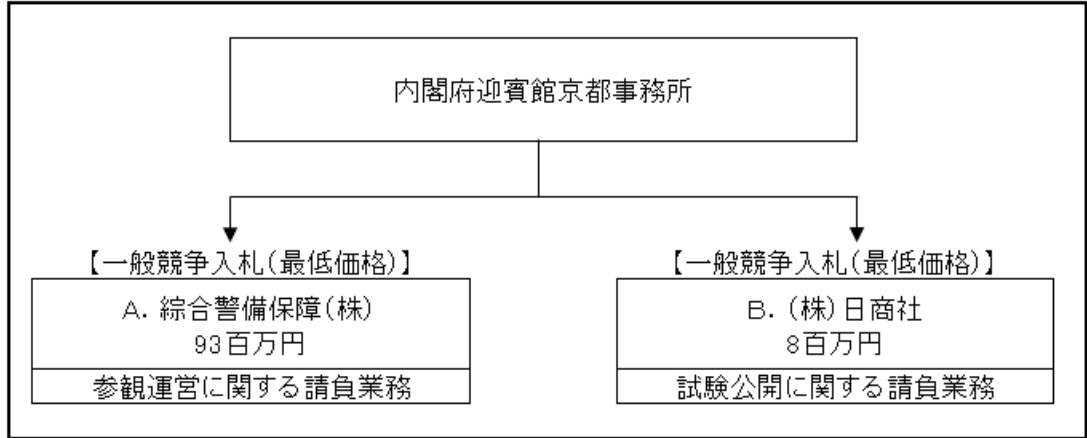 内閣府迎賓館京都事務所
【一般競争入札(最低価格)】
A. 綜合警備保障(株)
93百万円
参観運営に関する請負業務
【一般競争入札(最低価格)】
B. (株)日商社
8百万円
試験公開に関する請負業務